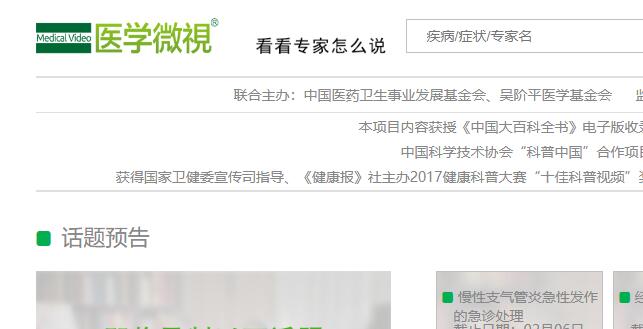 Medical Video 医学微視®
看看专家怎么说
疾病/症状/专家名
联合主办：中国医药卫生事业发展基金会、吴阶平医学基金会
本项目内容获授《中国大百科全书》电子版收
中国科学技术协会“科普中国”合作项目
获得国家卫健委宣传司指导、《健康报》社主办2017健康科普大赛“十佳科普视频”
话题预告
慢性支气管炎急性发作
的急诊处理
截止日期：02月06日